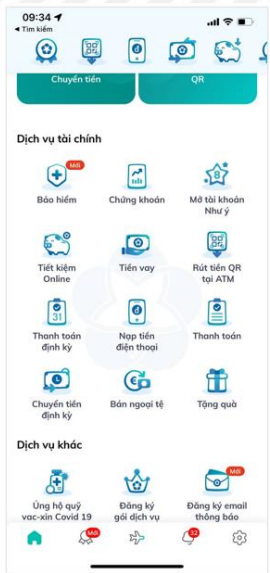 09:34
◄ Tìm kiếm
Chuyển tiền
QR
Dịch vụ tài chính
Mới
Bảo hiểm
Chứng khoán
8
Mở tài khoản
Như ý
Tiết kiệm
Online
Tiền vay
Rút tiền QR
tại ATM
31
Thanh toán
định kỳ
Nạp tiền
điện thoại
Thanh toán
Chuyển tiền
định kỳ
Bán ngoại tệ
Tặng quà
Dịch vụ khác
Mới
Ủng hộ quỹ
vac-xin Covid 19
Đăng ký
gói dịch vụ
Đăng ký email
thông báo
32